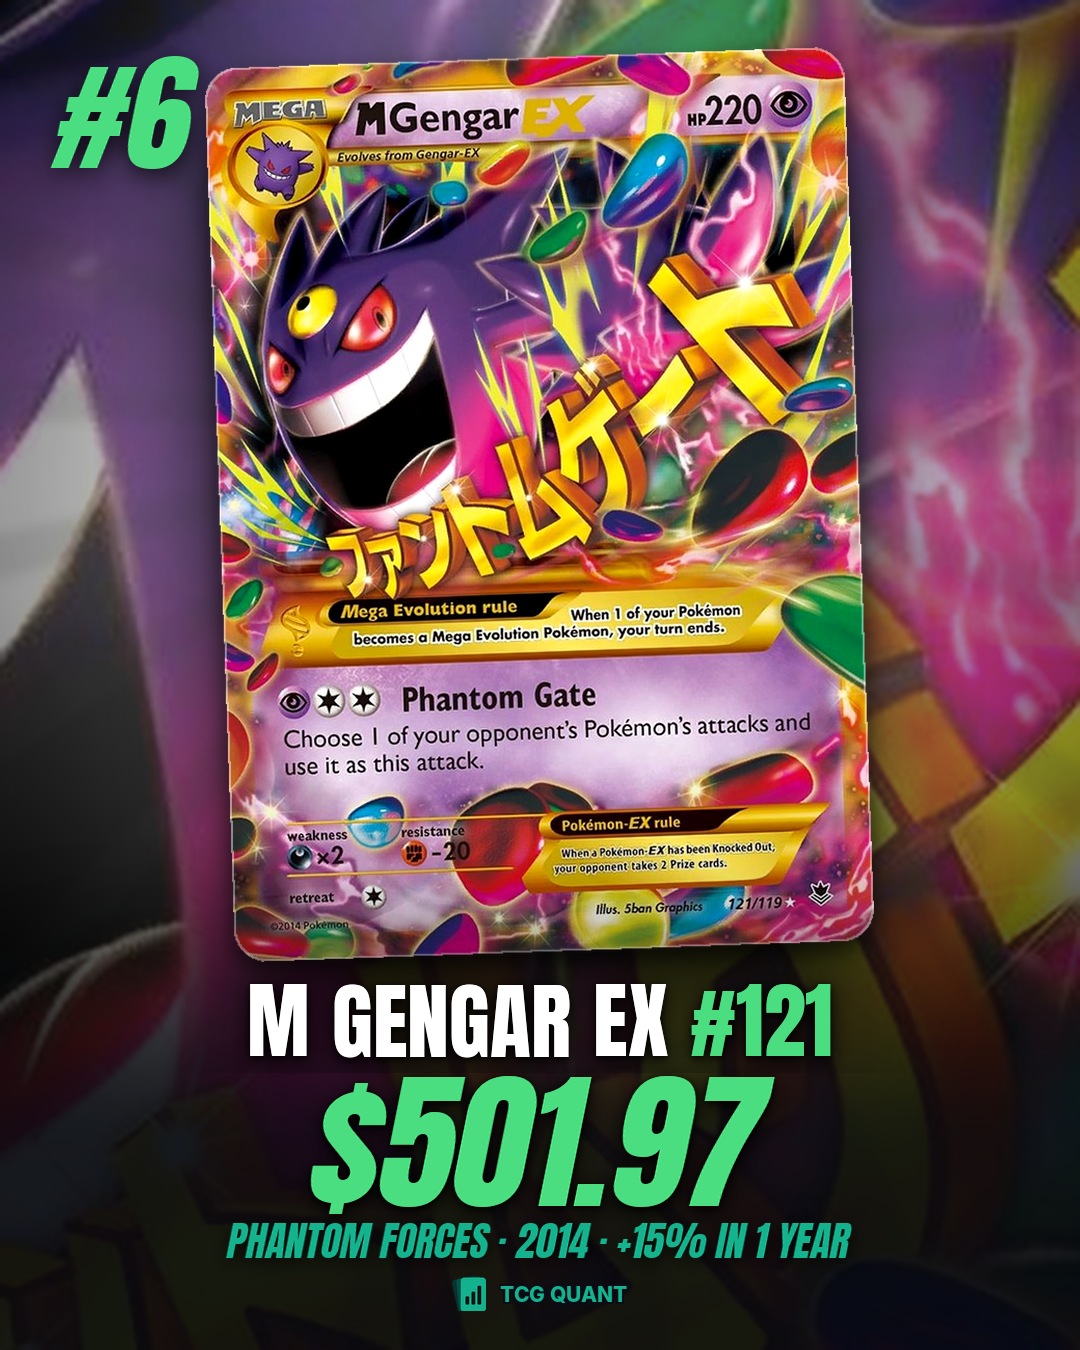 #6
MEGA
M Gengar EX
HP220
Evolves from Gengar-EX
ファントムゲート
Mega Evolution rule
When 1 of your Pokémon
becomes a Mega Evolution Pokémon, your turn ends.
Phantom Gate
Choose 1 of your opponent's Pokémon's attacks and
use it as this attack.
weakness
×2
resistance
-20
retreat
Pokémon-EX rule
When a Pokémon-EX has been Knocked Out,
your opponent takes 2 Prize cards.
Illus. 5ban Graphics
121/119
©2014 Pokémon
M GENGAR EX #121
$501.97
PHANTOM FORCES · 2014 · +15% IN 1 YEAR
TCG QUANT